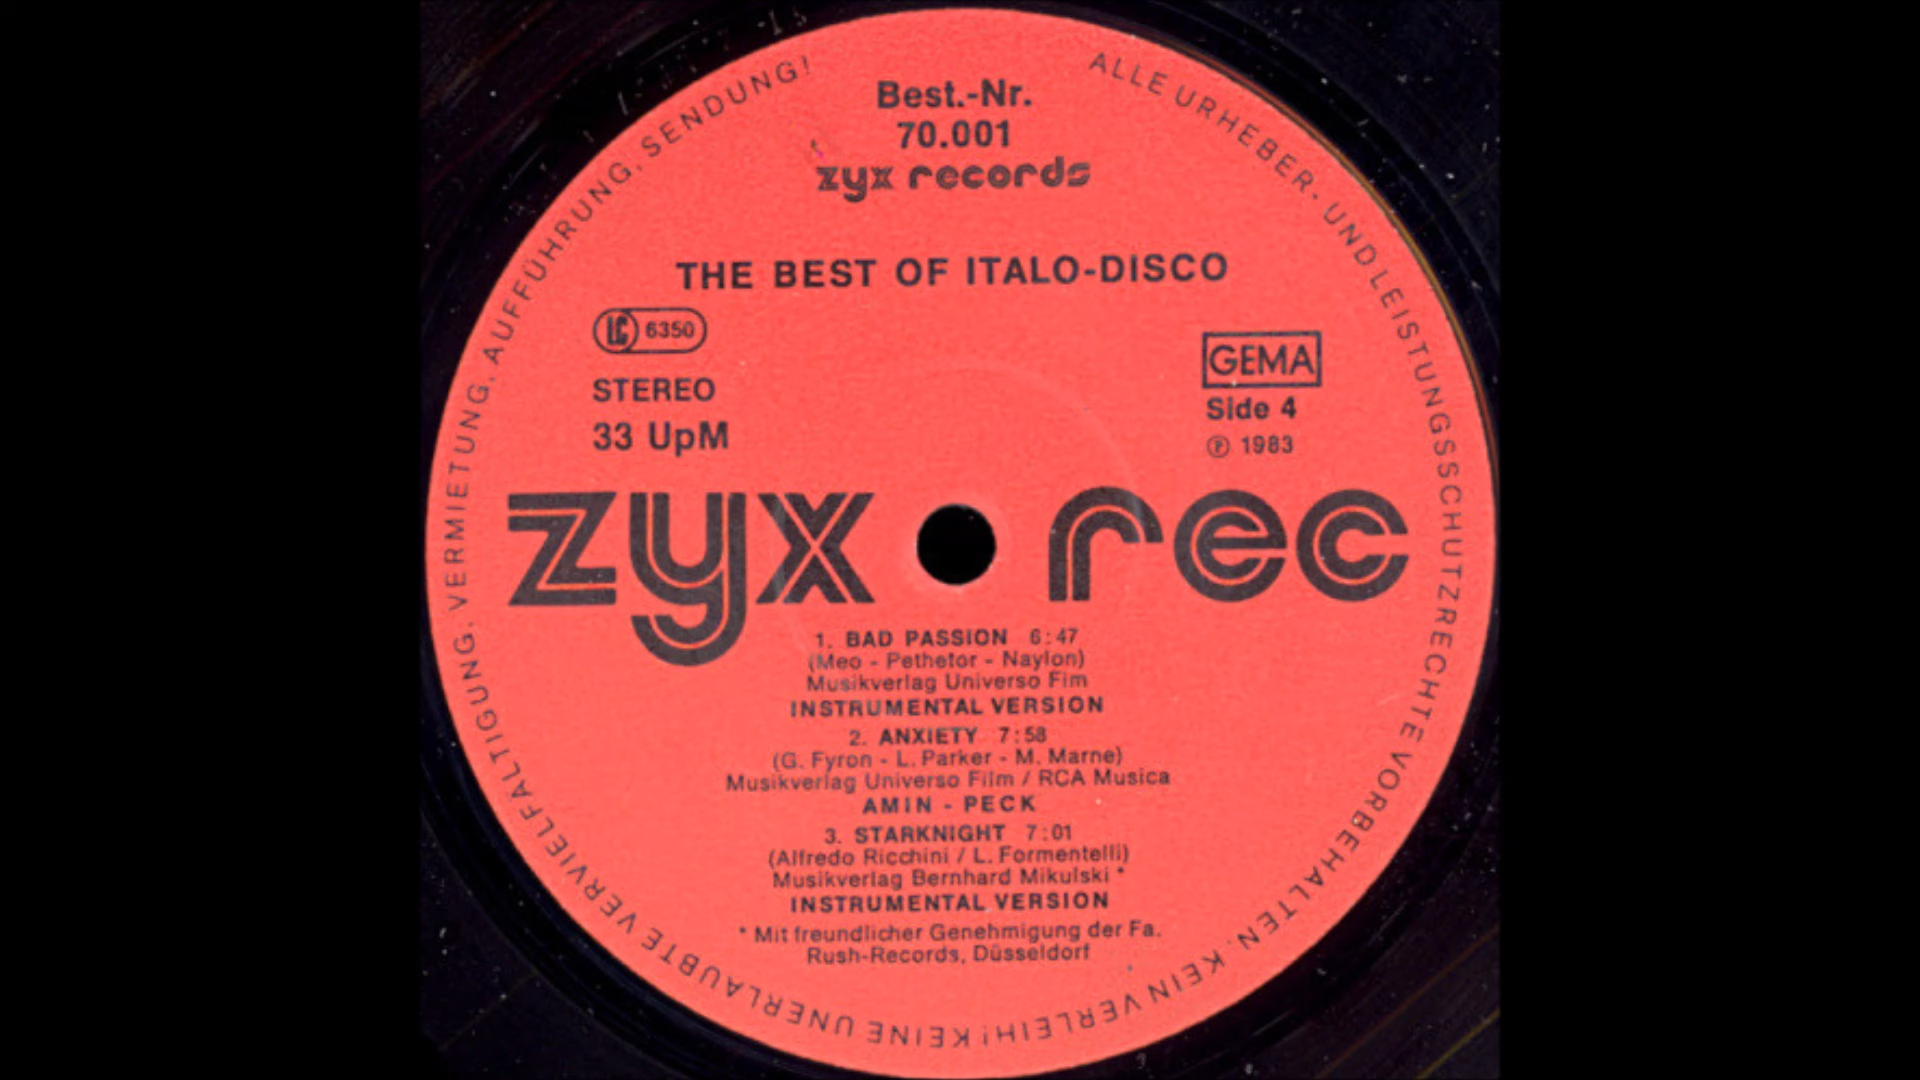 ALLE URHEBER- UND LEISTUNGSSCHUTZRECHTE VORBEHALTEN. KEIN VERLEIH! KEINE UNERLAUBTE VERVIELFALTIGUNG, VERMIETUNG, AUFFÜHRUNG, SENDUNG!
Best.-Nr.
70.001
zyx records
THE BEST OF ITALO-DISCO
LC 6350
STEREO
33 UpM
GEMA
Side 4
Ⓟ 1983
zyx rec
1. BAD PASSION 6:47
(Meo - Pethefor - Naylon)
Musikverlag Universo Fim
INSTRUMENTAL VERSION
2. ANXIETY 7:58
(G. Fyron - L. Parker - M. Marne)
Musikverlag Universo Film / RCA Musica
AMIN - PECK
3. STARKNIGHT 7:01
(Alfredo Ricchini / L. Formentelli)
Musikverlag Bernhard Mikulski *
INSTRUMENTAL VERSION
* Mit freundlicher Genehmigung der Fa.
Rush-Records, Düsseldorf